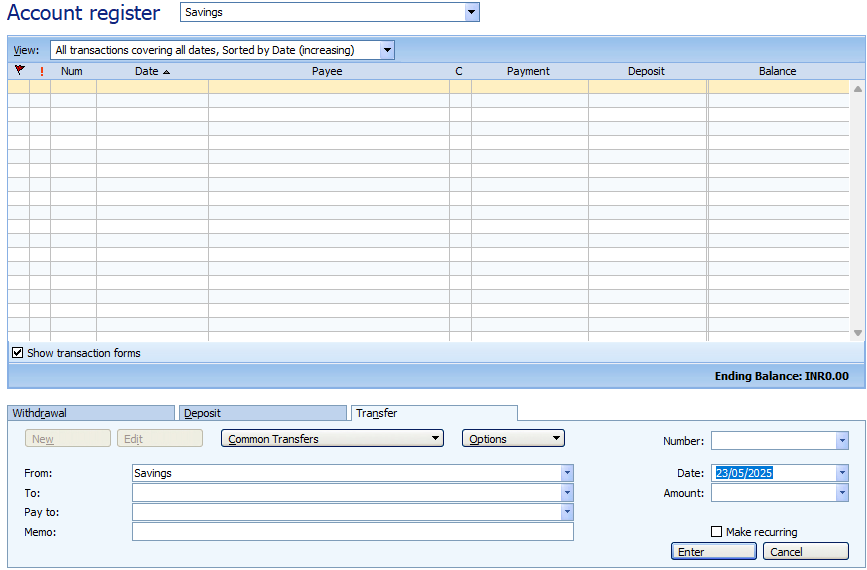 Account register Savings
View: All transactions covering all dates, Sorted by Date (increasing)
! Num Date Payee C Payment Deposit Balance
Show transaction forms
Ending Balance: INR0.00
Withdrawal Deposit Transfer
New Edit Common Transfers Options Number:
From: Savings Date: 23/05/2025
To: Amount:
Pay to:
Memo: Make recurring
Enter Cancel